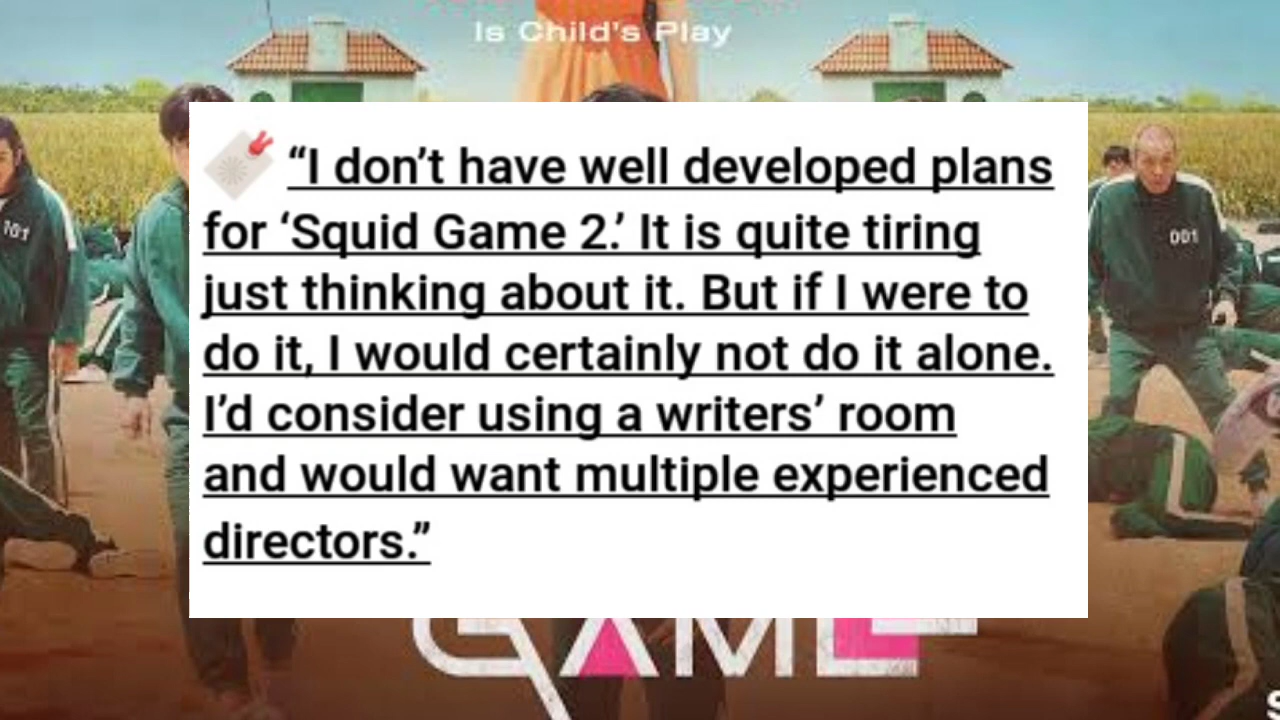 Is Child's Play
“I don’t have well developed plans
for ‘Squid Game 2.’ It is quite tiring
just thinking about it. But if I were to
do it, I would certainly not do it alone.
I’d consider using a writers’ room
and would want multiple experienced
directors.”
101
001
GAME
S